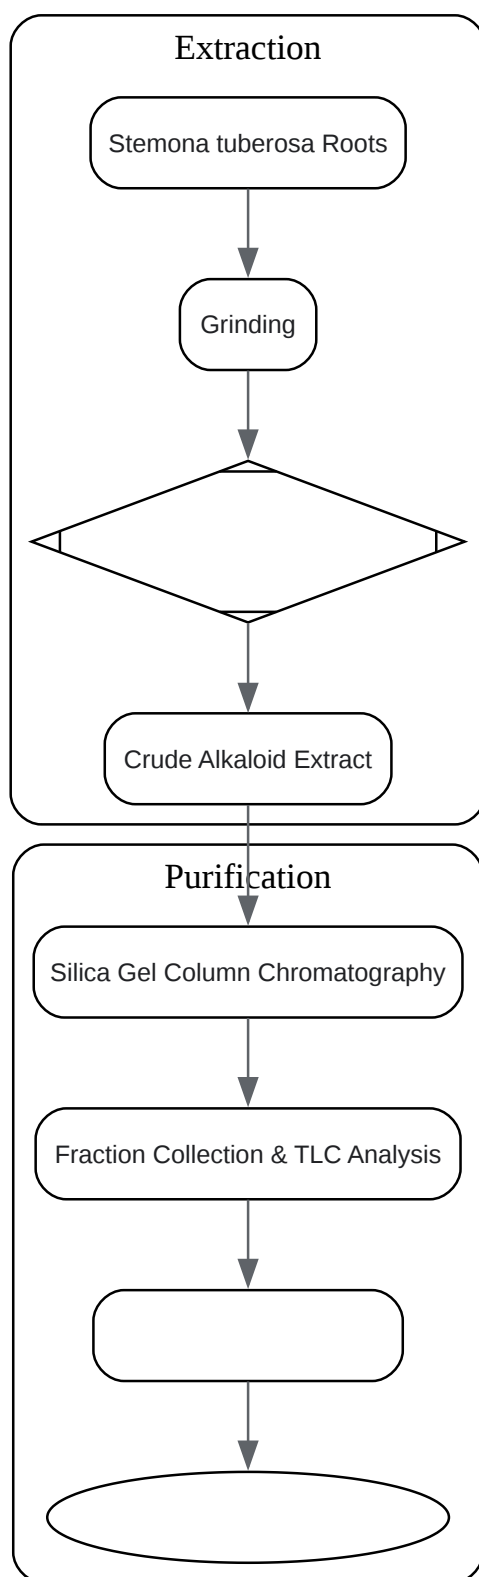 Extraction
Stemona tuberosa Roots
Grinding
Crude Alkaloid Extract
Purification
Silica Gel Column Chromatography
Fraction Collection & TLC Analysis